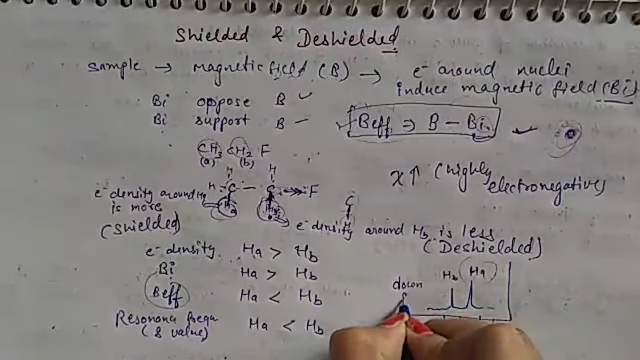 Shielded & Deshielded
Sample → magnetic field (B) → e⁻ around nuclei
induce magnetic field (Bi)
Bi oppose B ✓
Bi support B –
Beff ⇒ B – Bi
CH3 CH2 F
(a) (b)
H H
H – C – C → F
X↑ (highly
electronegative)
C
H
e⁻ density around Ha
is more
(Shielded)
e⁻ density around Hb is less
(Deshielded)
e⁻ density Ha > Hb
Bi Ha > Hb
Beff Ha < Hb
Resonance freq
(δ value) Ha < Hb
down
Hb Ha